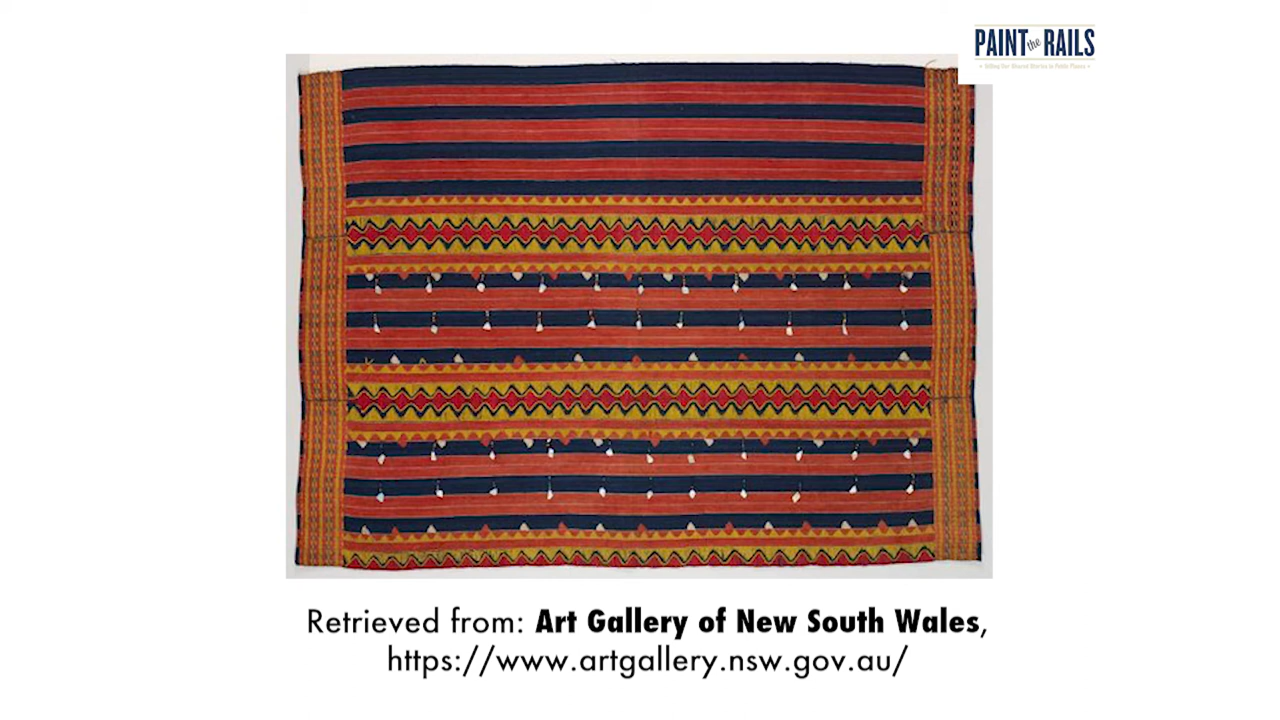 PAINT the RAILS
Retrieved from: Art Gallery of New South Wales,
https://www.artgallery.nsw.gov.au/